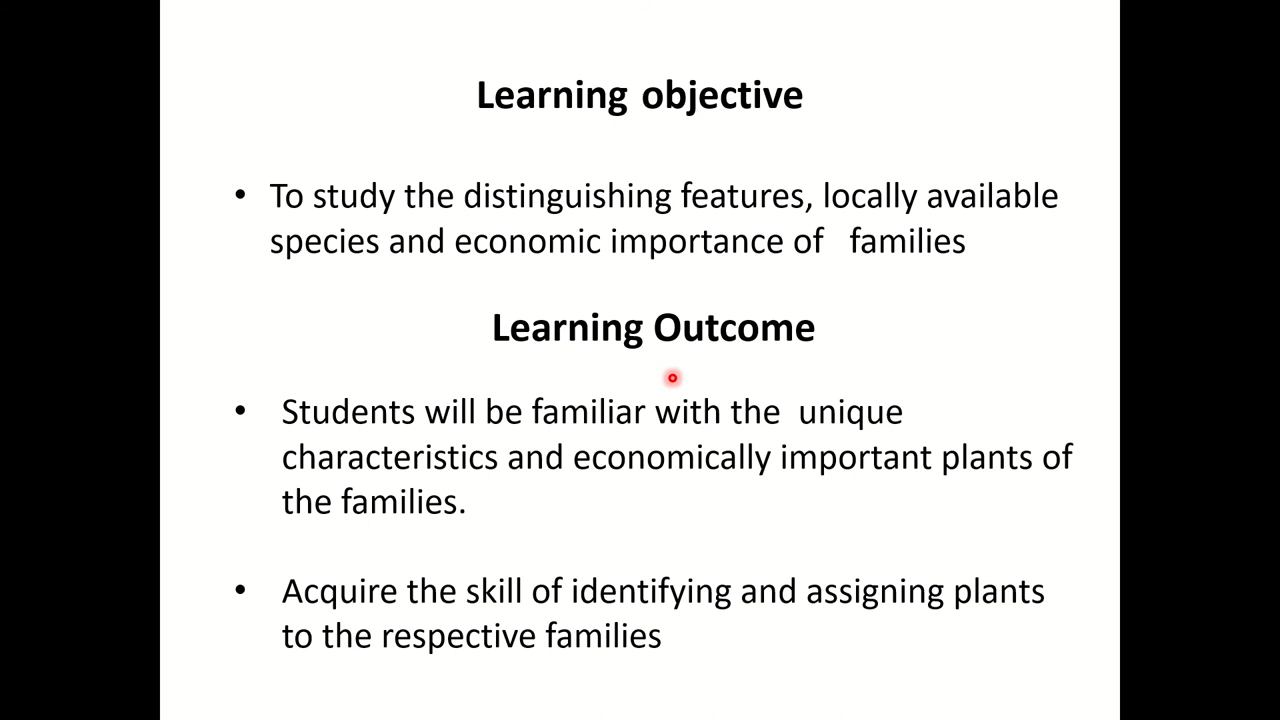 Learning objective
• To study the distinguishing features, locally available
species and economic importance of families
Learning Outcome
• Students will be familiar with the unique
characteristics and economically important plants of
the families.
• Acquire the skill of identifying and assigning plants
to the respective families